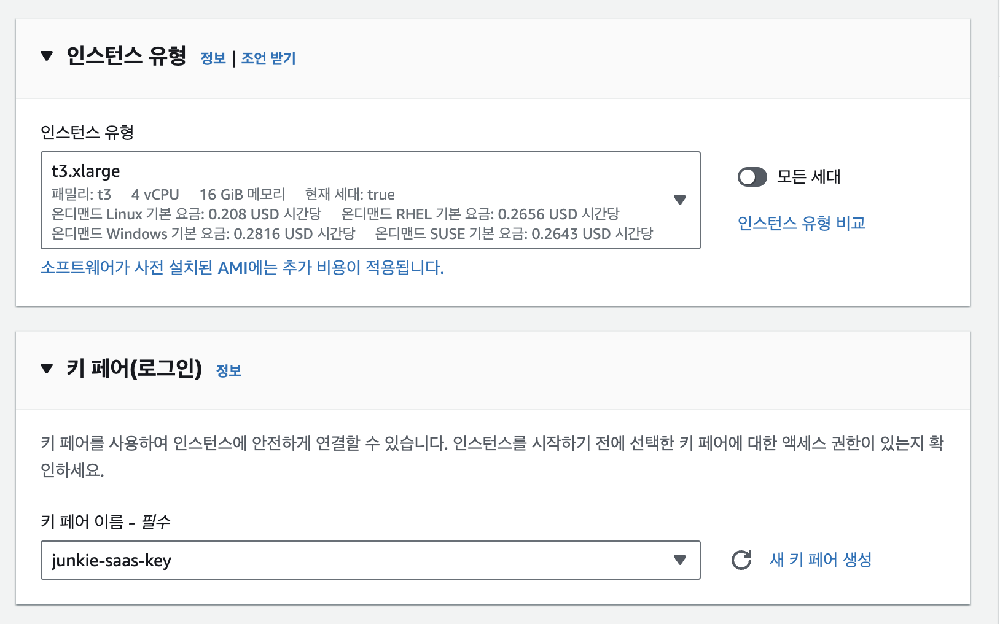 인스턴스 유형 정보 | 조언 받기
인스턴스 유형
t3.xlarge
패밀리: t3 4 vCPU 16 GiB 메모리 현재 세대: true
온디맨드 Linux 기본 요금: 0.208 USD 시간당 온디맨드 RHEL 기본 요금: 0.2656 USD 시간당
온디맨드 Windows 기본 요금: 0.2816 USD 시간당 온디맨드 SUSE 기본 요금: 0.2643 USD 시간당
모든 세대
인스턴스 유형 비교
소프트웨어가 사전 설치된 AMI에는 추가 비용이 적용됩니다.
키 페어(로그인) 정보
키 페어를 사용하여 인스턴스에 안전하게 연결할 수 있습니다. 인스턴스를 시작하기 전에 선택한 키 페어에 대한 액세스 권한이 있는지 확
인하세요.
키 페어 이름 - 필수
junkie-saas-key
새 키 페어 생성